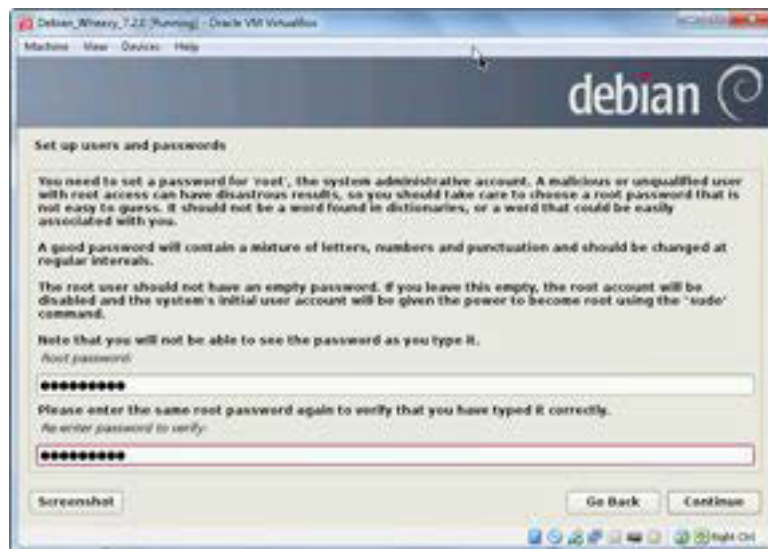 Debian_Wheezy_7.2.0 [Running] - Oracle VM VirtualBox
Machine View Devices Help
debian
Set up users and passwords
You need to set a password for 'root', the system administrative account. A malicious or unqualified user
with root access can have disastrous results, so you should take care to choose a root password that is
not easy to guess. It should not be a word found in dictionaries, or a word that could be easily
associated with you.
A good password will contain a mixture of letters, numbers and punctuation and should be changed at
regular intervals.
The root user should not have an empty password. If you leave this empty, the root account will be
disabled and the system's initial user account will be given the power to become root using the "sudo"
command.
Note that you will not be able to see the password as you type it.
Root password:
●●●●●●●●●
Please enter the same root password again to verify that you have typed it correctly.
Re-enter password to verify:
●●●●●●●●●
Screenshot Go Back Continue
Right Ctrl